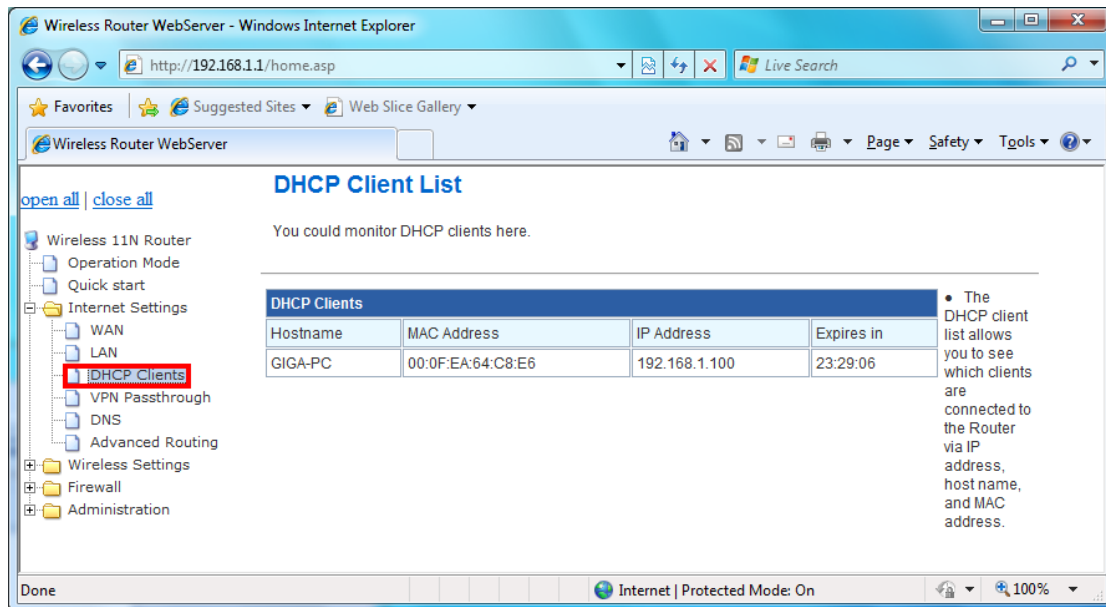 Wireless Router WebServer - Windows Internet Explorer
http://192.168.1.1/home.asp
Live Search
Favorites
Suggested Sites
Web Slice Gallery
Wireless Router WebServer
Page
Safety
Tools
open all | close all
Wireless 11N Router
Operation Mode
Quick start
Internet Settings
WAN
LAN
DHCP Clients
VPN Passthrough
DNS
Advanced Routing
Wireless Settings
Firewall
Administration
DHCP Client List
You could monitor DHCP clients here.
DHCP Clients
Hostname MAC Address IP Address Expires in
GIGA-PC 00:0F:EA:64:C8:E6 192.168.1.100 23:29:06
● The
DHCP client
list allows
you to see
which clients
are
connected to
the Router
via IP
address,
host name,
and MAC
address.
Done
Internet | Protected Mode: On
100%